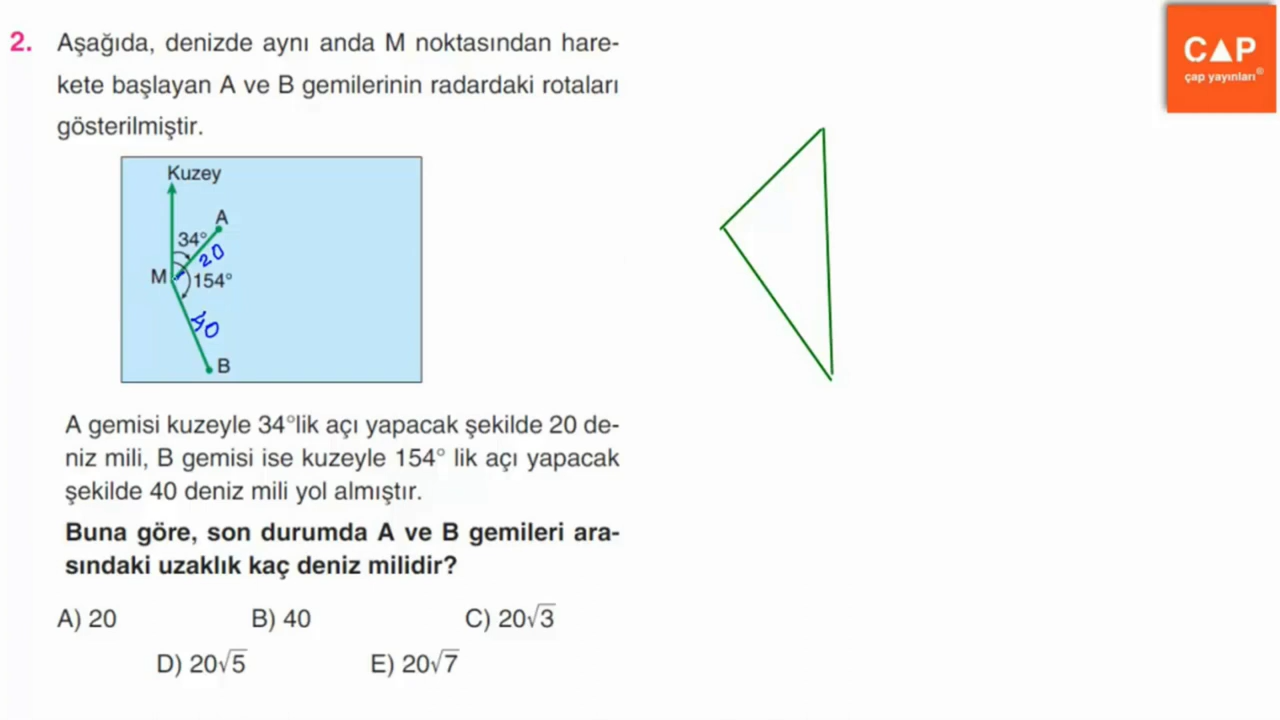 2. Aşağıda, denizde aynı anda M noktasından hare-
kete başlayan A ve B gemilerinin radardaki rotaları
gösterilmiştir.
CAP
çap yayınları®
Kuzey
A
34°
20
M
154°
40
B
A gemisi kuzeyle 34°lik açı yapacak şekilde 20 de-
niz mili, B gemisi ise kuzeyle 154° lik açı yapacak
şekilde 40 deniz mili yol almıştır.
Buna göre, son durumda A ve B gemileri ara-
sındaki uzaklık kaç deniz milidir?
A) 20 B) 40 C) 20√3
D) 20√5 E) 20√7